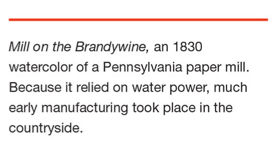 Mill on the Brandywine, an 1830
watercolor of a Pennsylvania paper mill.
Because it relied on water power, much
early manufacturing took place in the
countryside.